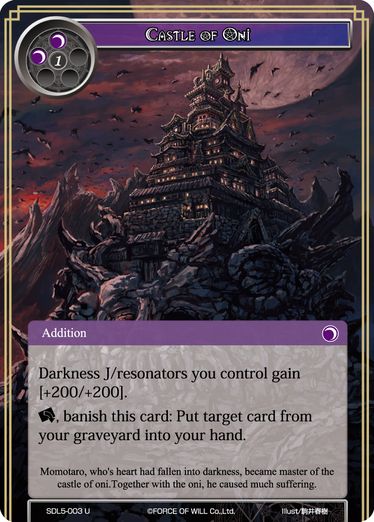 Castle of Oni
1
Addition
Darkness J/resonators you control gain
[+200/+200].
, banish this card: Put target card from
your graveyard into your hand.
Momotaro, who's heart had fallen into darkness, became master of the
castle of oni.Together with the oni, he caused much suffering.
SDL5-003 U ©FORCE OF WILL Co.,Ltd. Illust/駒井春樹